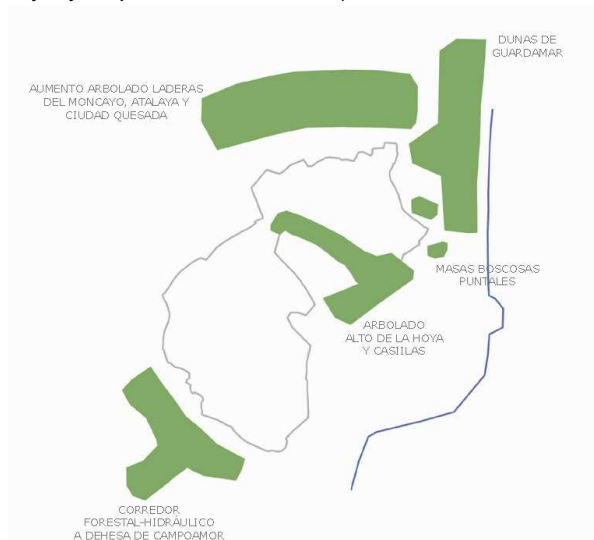 DUNAS DE
GUARDAMAR
AUMENTO ARBOLADO LADERAS
DEL MONCAYO, ATALAYA Y
CIUDAD QUESADA
MASAS BOSCOSAS
PUNTALES
ARBOLADO
ALTO DE LA HOYA
Y CASIILAS
CORREDOR
FORESTAL-HIDRÁULICO
A DEHESA DE CAMPOAMOR